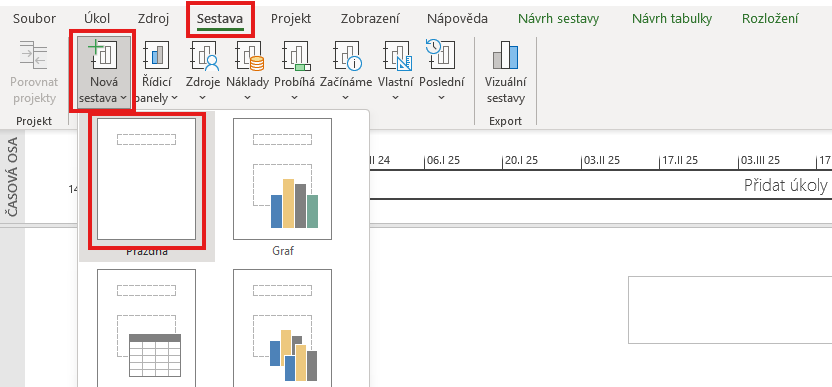 Soubor Úkol Zdroj Sestava Projekt Zobrazení Nápověda Návrh sestavy Návrh tabulky Rozložení
Porovnat projekty
Nová sestava
Řídicí panely
Zdroje
Náklady
Probíhá
Začínáme
Vlastní
Poslední
Vizuální sestavy
Projekt
Export
ČASOVÁ OSA
II 24 06.I 25 20.I 25 03.II 25 17.II 25 03.III 25 17
14
Přidat úkoly
Prázdná
Graf